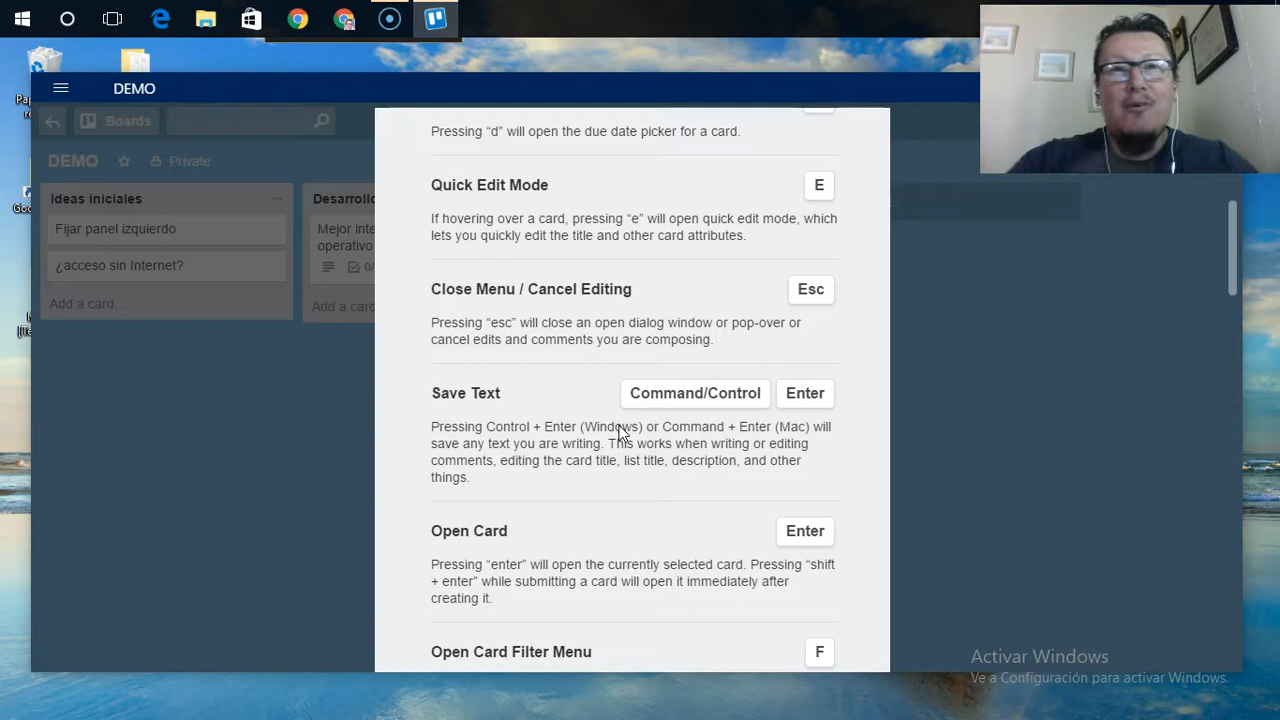 DEMO
Boards
DEMO
Private
Ideas iniciales
Fijar panel izquierdo
¿acceso sin Internet?
Add a card...
Desarrollo
Mejor inte
operativo
Add a card
Pressing “d” will open the due date picker for a card.
Quick Edit Mode
E
If hovering over a card, pressing “e” will open quick edit mode, which
lets you quickly edit the title and other card attributes.
Close Menu / Cancel Editing
Esc
Pressing “esc” will close an open dialog window or pop-over or
cancel edits and comments you are composing.
Save Text
Command/Control
Enter
Pressing Control + Enter (Windows) or Command + Enter (Mac) will
save any text you are writing. This works when writing or editing
comments, editing the card title, list title, description, and other
things.
Open Card
Enter
Pressing “enter” will open the currently selected card. Pressing “shift
+ enter” while submitting a card will open it immediately after
creating it.
Open Card Filter Menu
F
Activar Windows
Ve a Configuración para activar Windows.